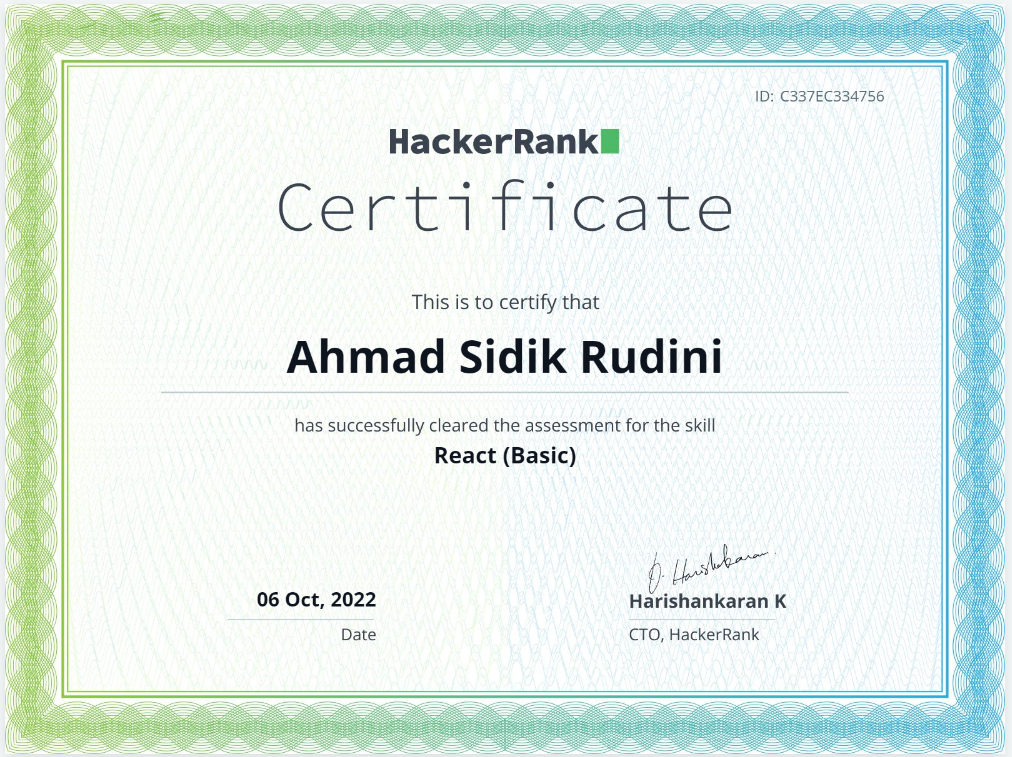 ID: C337EC334756
HackerRank
Certificate
This is to certify that
Ahmad Sidik Rudini
has successfully cleared the assessment for the skill
React (Basic)
06 Oct, 2022
Date
Harishankaran K
CTO, HackerRank